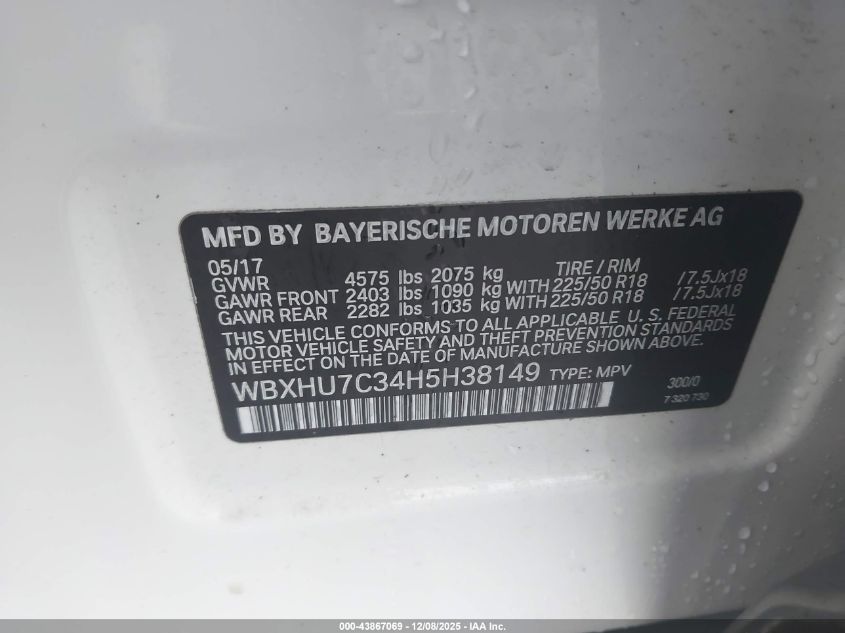 MFD BY BAYERISCHE MOTOREN WERKE AG
05/17 TIRE / RIM
GVWR 4575 lbs 2075 kg
GAWR FRONT 2403 lbs 1090 kg WITH 225/50 R18 /7.5Jx18
GAWR REAR 2282 lbs 1035 kg WITH 225/50 R18 /7.5Jx18
THIS VEHICLE CONFORMS TO ALL APPLICABLE U. S. FEDERAL
MOTOR VEHICLE SAFETY AND THEFT PREVENTION STANDARDS
IN EFFECT ON THE DATE OF MANUFACTURE SHOWN ABOVE.
WBXHU7C34H5H38149 TYPE: MPV 300/0
7 320 730
000-43867069 - 12/08/2025 - IAA Inc.